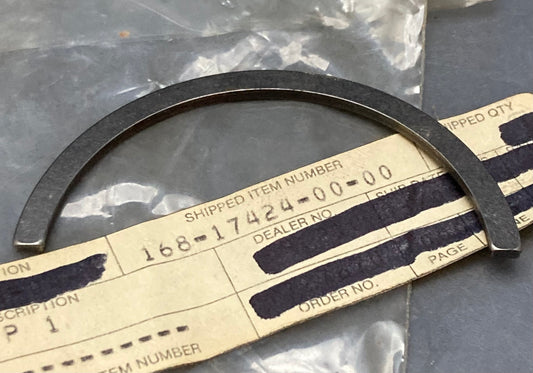 SHIPPED QTY
SHIPPED ITEM NUMBER
168-17424-00-00
DEALER NO.
SHIP DATE
ION
SCRIPTION
P 1
ORDER NO.
PAGE
EM NUMBER